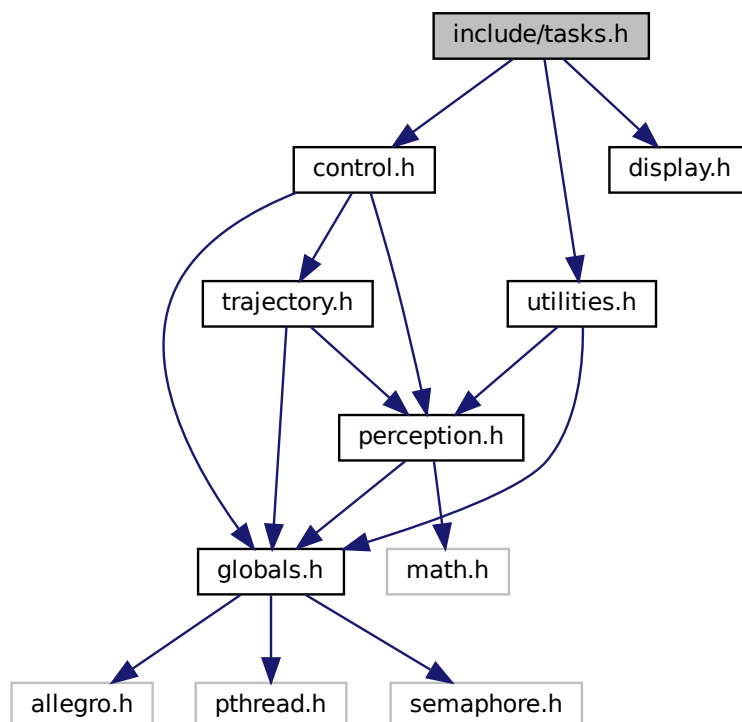 include/tasks.h
control.h
display.h
trajectory.h
utilities.h
perception.h
globals.h
math.h
allegro.h
pthread.h
semaphore.h